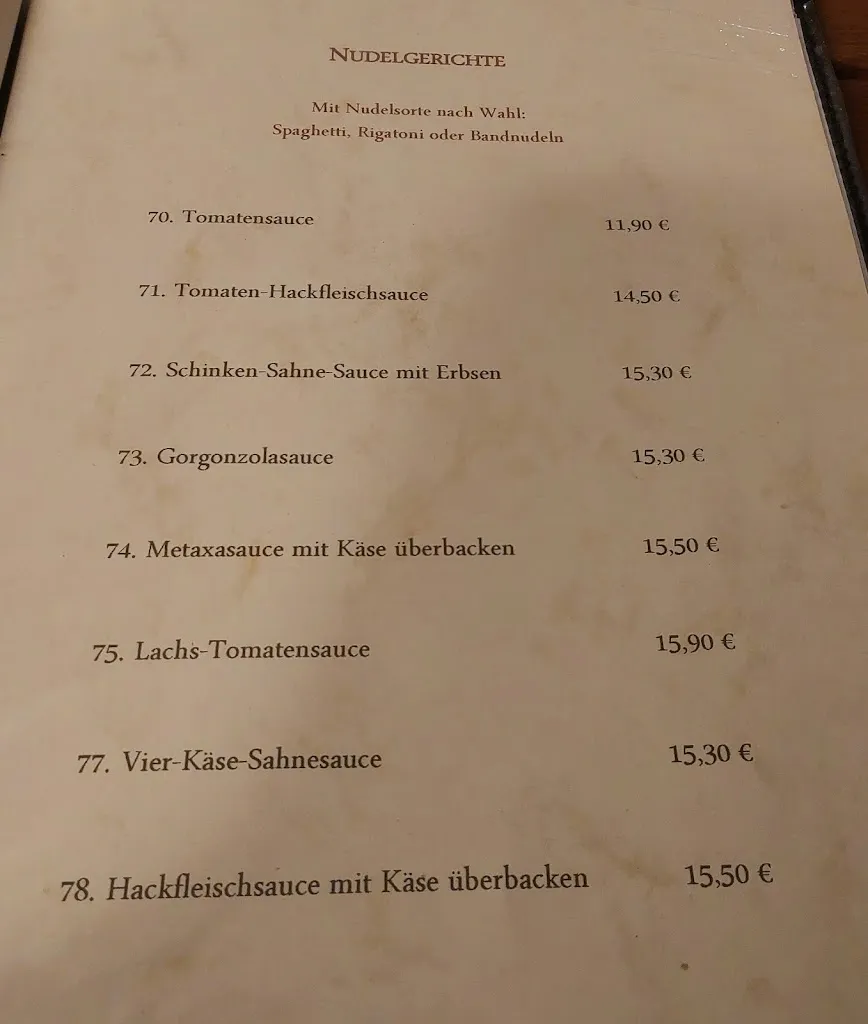 Nudelgerichte
Mit Nudelsorte nach Wahl:
Spaghetti, Rigatoni oder Bandnudeln
70. Tomatensauce 11,90 €
71. Tomaten-Hackfleischsauce 14,50 €
72. Schinken-Sahne-Sauce mit Erbsen 15,30 €
73. Gorgonzolasauce 15,30 €
74. Metaxasauce mit Käse überbacken 15,50 €
75. Lachs-Tomatensauce 15,90 €
77. Vier-Käse-Sahnesauce 15,30 €
78. Hackfleischsauce mit Käse überbacken 15,50 €